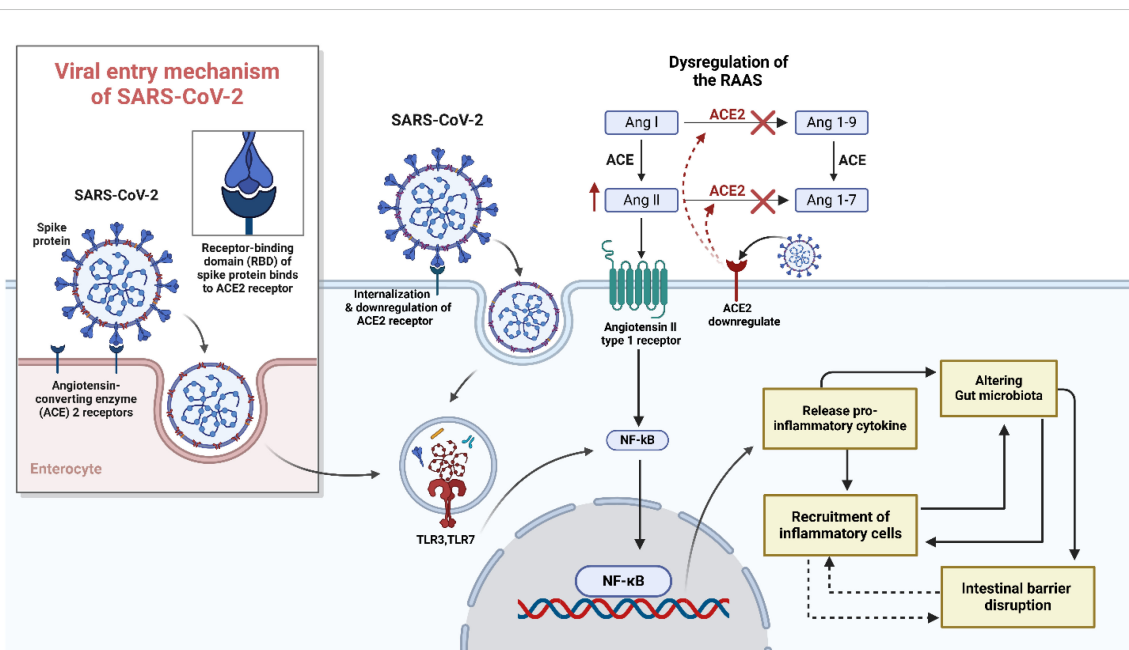 Viral entry mechanism
of SARS-CoV-2
SARS-CoV-2
Spike
protein
Receptor-binding
domain (RBD) of
spike protein binds
to ACE2 receptor
Angiotensin-
converting enzyme
(ACE) 2 receptors
Enterocyte
SARS-CoV-2
Internalization
& downregulation of
ACE2 receptor
TLR3,TLR7
Dysregulation of
the RAAS
Ang I
ACE2
Ang 1-9
ACE
ACE
Ang II
ACE2
Ang 1-7
ACE2
downregulate
Angiotensin II
type 1 receptor
NF-kB
NF-κB
Release pro-
inflammatory cytokine
Altering
Gut microbiota
Recruitment of
inflammatory cells
Intestinal barrier
disruption